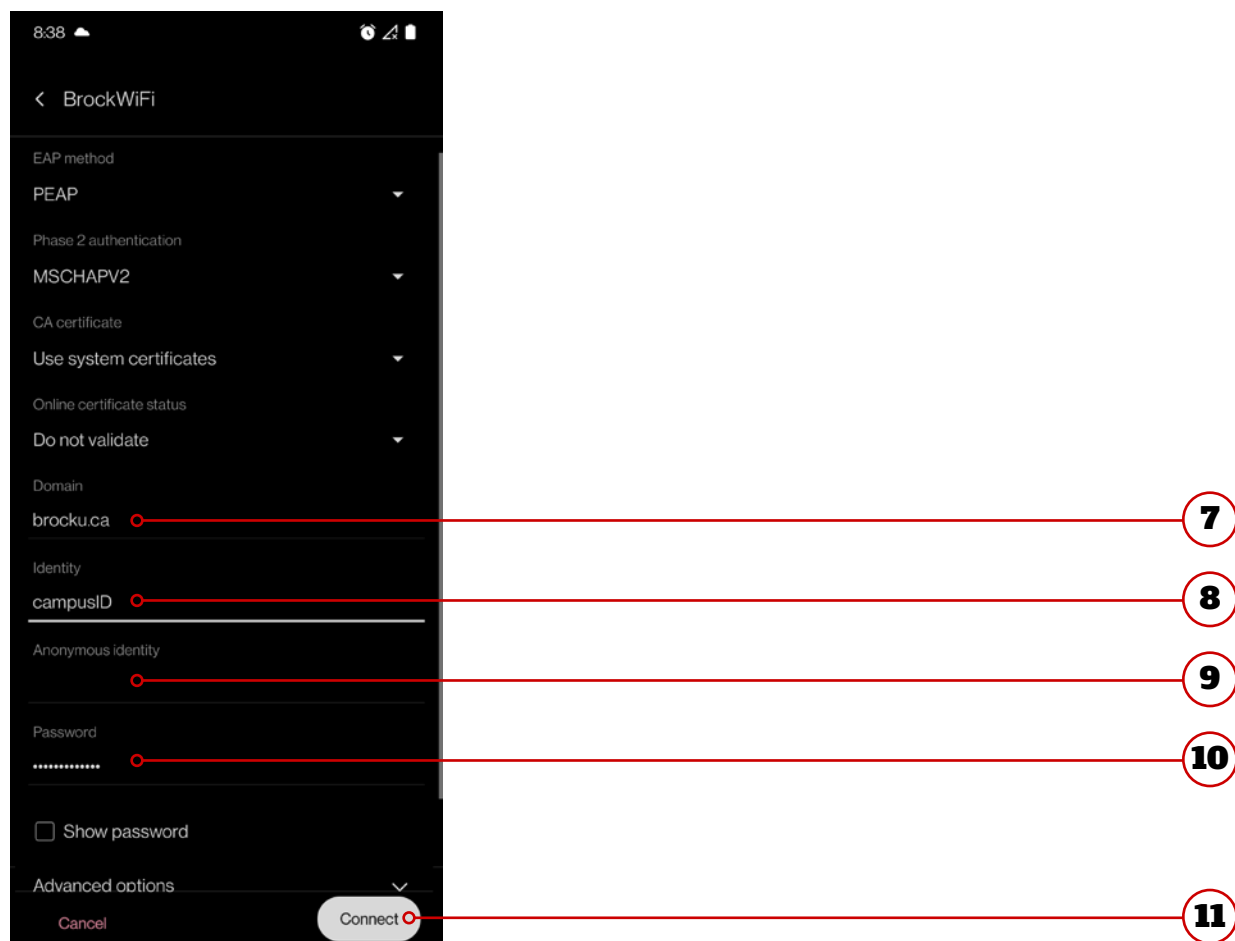 8:38
BrockWiFi
EAP method
PEAP
Phase 2 authentication
MSCHAPV2
CA certificate
Use system certificates
Online certificate status
Do not validate
Domain
brocku.ca
7
Identity
campusID
8
Anonymous identity
9
Password
•••••••••••••
10
Show password
Advanced options
Cancel
Connect
11